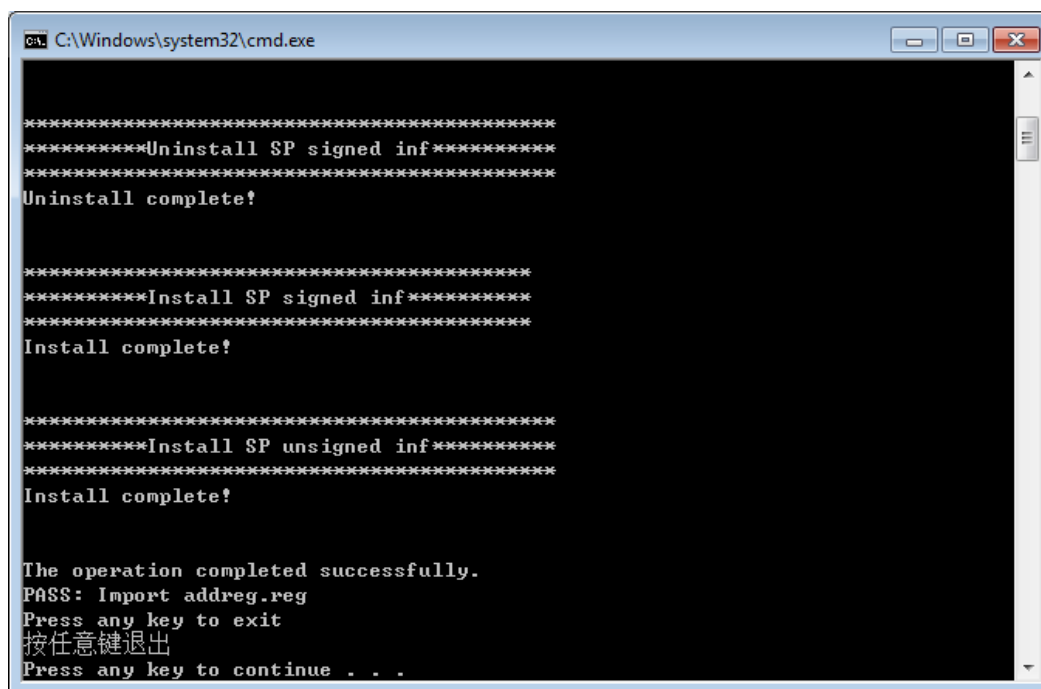 C:\Windows\system32\cmd.exe
*******************************************
**********Uninstall SP signed inf**********
*******************************************
Uninstall complete!
*****************************************
**********Install SP signed inf**********
*****************************************
Install complete!
*******************************************
**********Install SP unsigned inf**********
*******************************************
Install complete!
The operation completed successfully.
PASS: Import addreg.reg
Press any key to exit
按任意键退出
Press any key to continue . . .